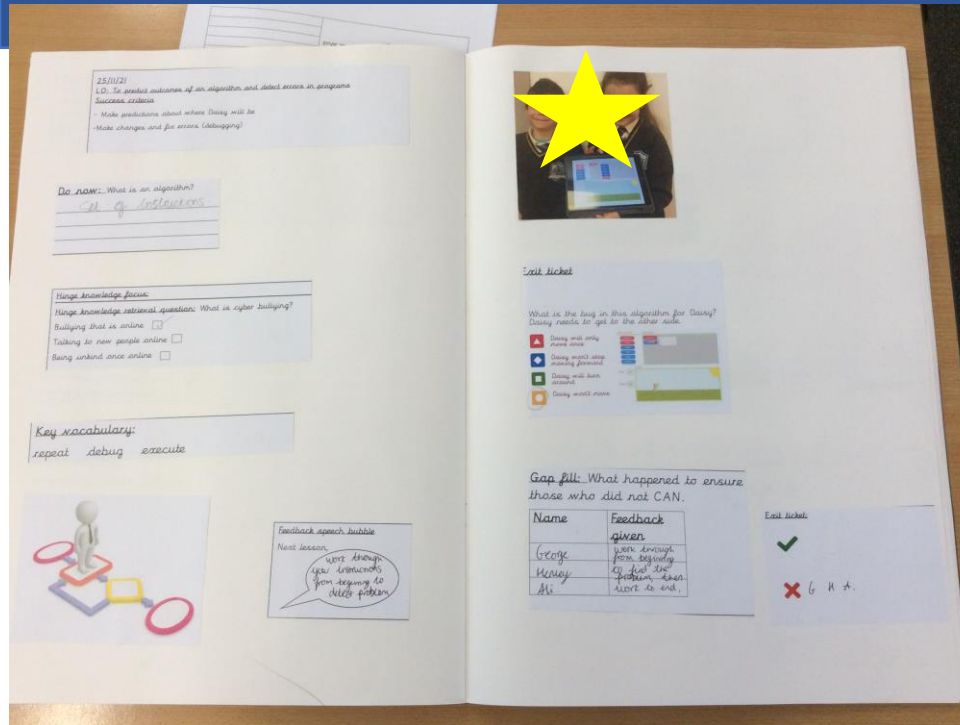 25/11/21
LO: To predict outcomes of an algorithm and detect errors in programs
Success criteria
- Make predictions about where Daisy will be
-Make changes and fix errors (debugging)
Do now: What is an algorithm?
Set of instructions
Hinge knowledge focus:
Hinge knowledge retrieval question: What is cyber bullying?
Bullying that is online
Talking to new people online
Being unkind once online
Key vocabulary:
repeat debug execute
Feedback speech bubble
Next lesson,
work through
your instructions
from beginning to
detect problem
Exit ticket
What is the bug in this algorithm for Daisy?
Daisy needs to get to the other side.
Daisy will only
move once
Daisy won't stop
moving forward
Daisy will turn
around
Daisy won't move
Gap fill: What happened to ensure
those who did not CAN.
Name Feedback
given
George work through
from beginning
Henley to find the
problem then
Ali work to end.
Exit ticket:
G H A.